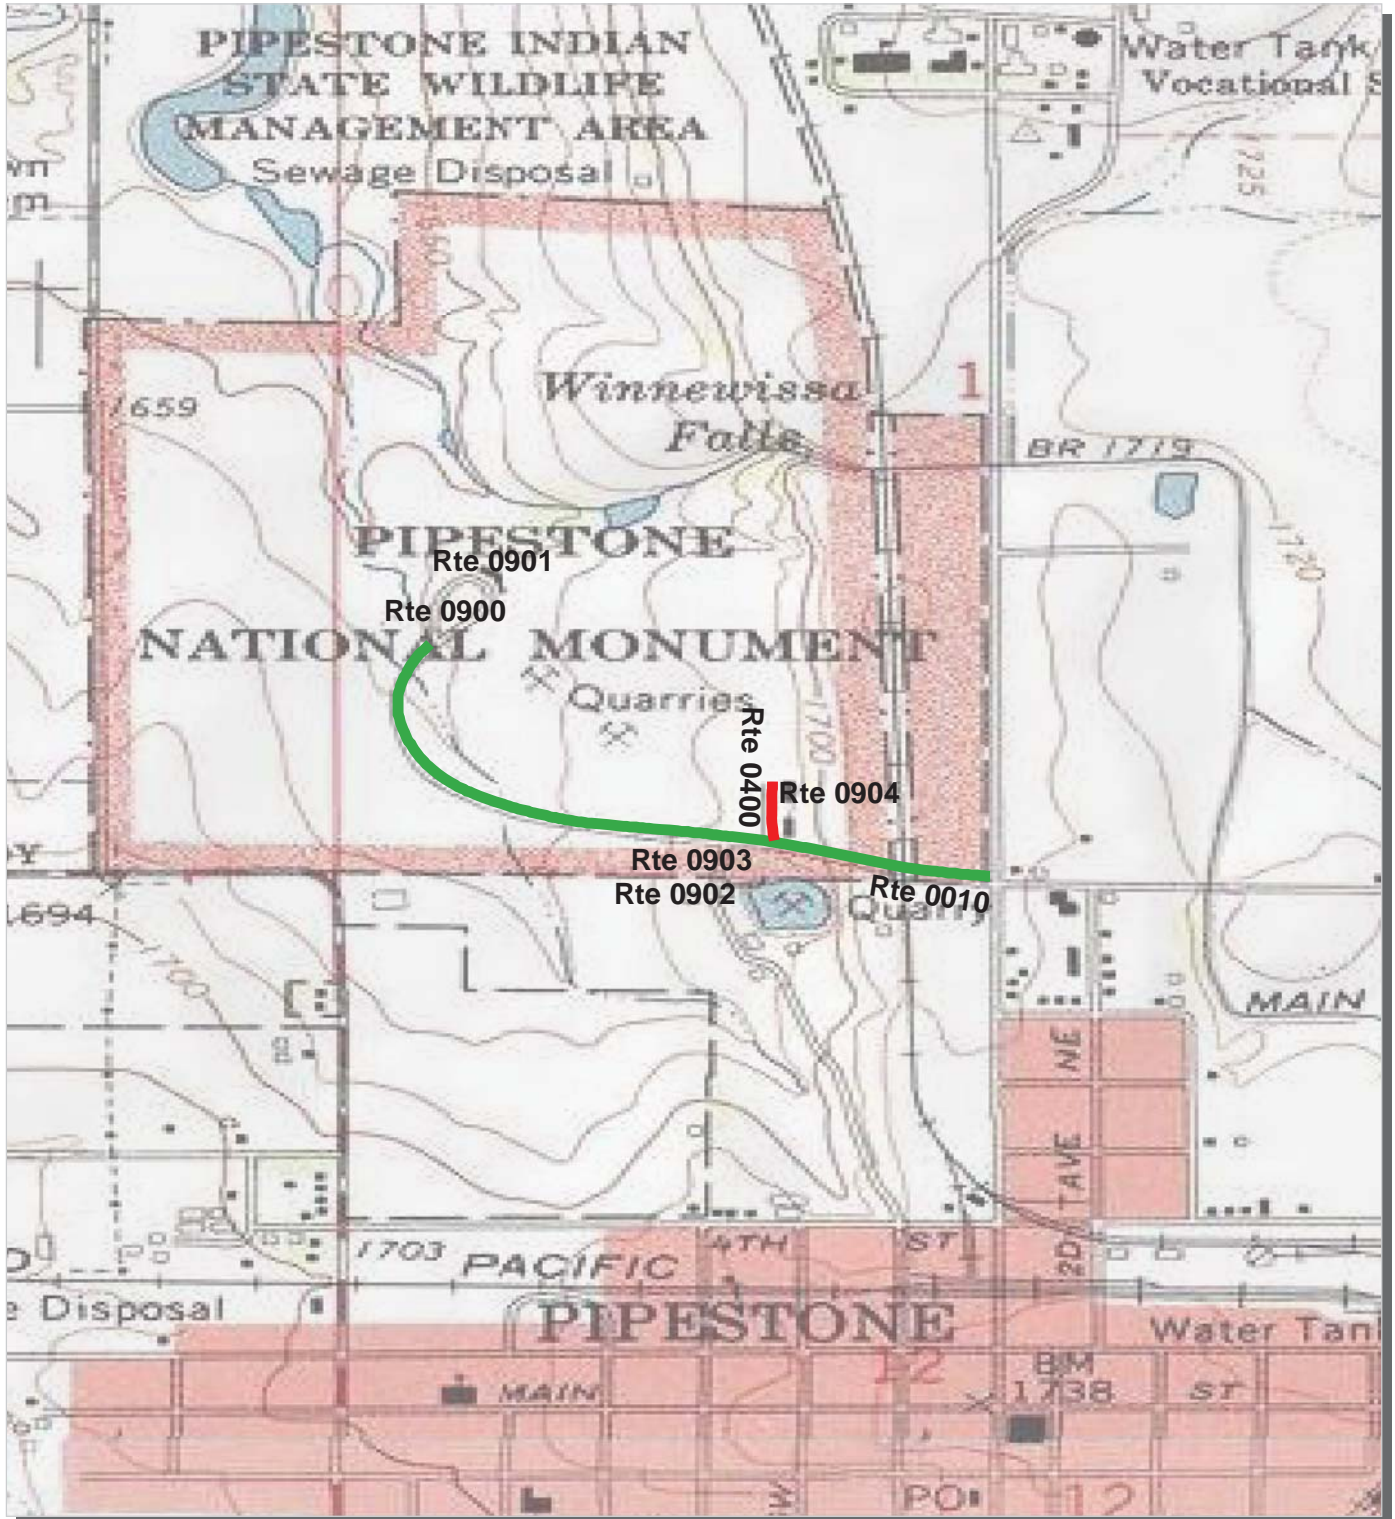 PIPESTONE INDIAN
STATE WILDLIFE
MANAGEMENT AREA
Sewage Disposal
Water Tank
Vocational S
1725
wn
m
1
1659
Winnewissa
Falls
BR 1719
1720
PIPESTONE
Rte 0901
Rte 0900
NATIONAL MONUMENT
Quarries
1700
Rte 0400
Rte 0904
Rte 0903
Rte 0902
Rte 0010
Quarry
Y
1694
1700
MAIN
2D AVE NE
1703
4TH ST
PACIFIC
e Disposal
PIPESTONE
Water Tan
12
BM
1738
MAIN
ST
W
PO
12